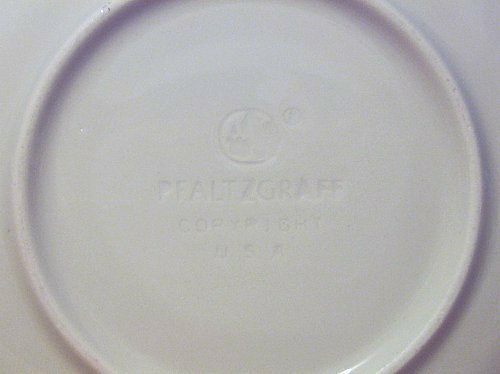 ®
PFALTZGRAFF
COPYRIGHT
U S A